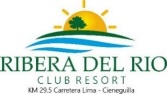 RIBERA DEL RIO
CLUB RESORT
KM 29.5 Carretera Lima - Cieneguilla